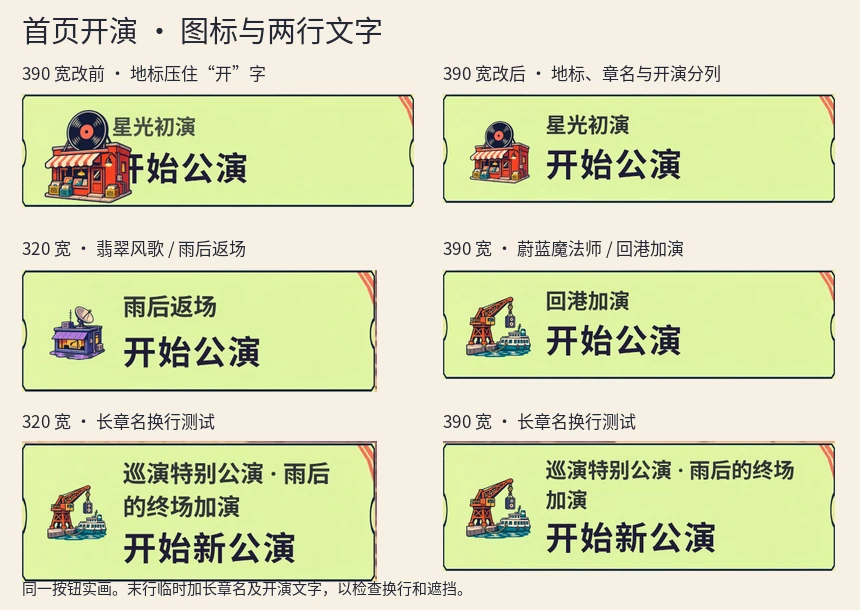 首页开演 · 图标与两行文字
390 宽改前 · 地标压住“开”字
星光初演
开始公演
390 宽改后 · 地标、章名与开演分列
星光初演
开始公演
320 宽 · 翡翠风歌 / 雨后返场
雨后返场
开始公演
390 宽 · 蔚蓝魔法师 / 回港加演
回港加演
开始公演
320 宽 · 长章名换行测试
巡演特别公演 · 雨后
的终场加演
开始新公演
390 宽 · 长章名换行测试
巡演特别公演 · 雨后的终场
加演
开始新公演
同一按钮实画。末行临时加长章名及开演文字，以检查换行和遮挡。